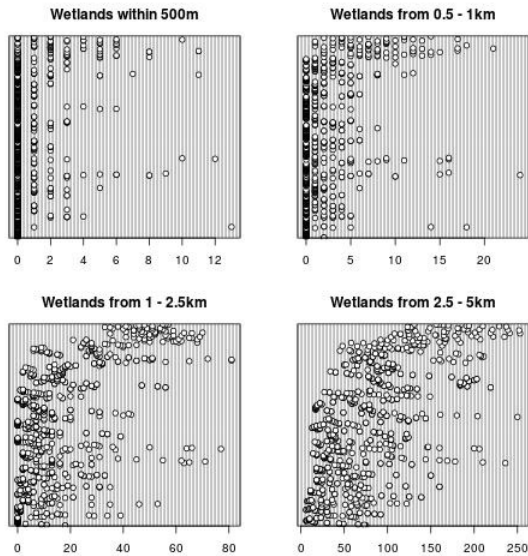 Wetlands within 500m
0 2 4 6 8 10 12
Wetlands from 0.5 - 1km
0 5 10 15 20
Wetlands from 1 - 2.5km
0 20 40 60 80
Wetlands from 2.5 - 5km
0 50 100 150 200 250